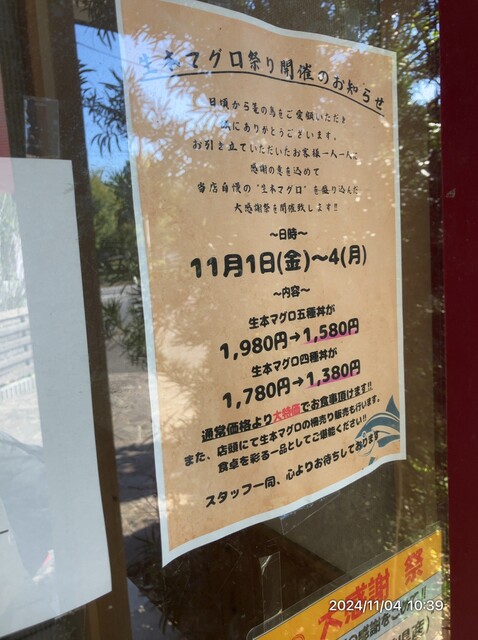 生本マグロ祭り開催のお知らせ
日頃から竜の鳥をご愛顧いただき
誠にありがとうございます。
お引き立ていただいたお客様一人一人に
感謝の意を込めて
当店自慢の"生本マグロ"を盛り込んだ
大感謝祭を開催致します!!
〜日時〜
11月1日(金)〜4(月)
〜内容〜
生本マグロ五種丼が
1,980円→1,580円
生本マグロ四種丼が
1,780円→1,380円
通常価格より大特価でお食事頂けます!!
また、店頭にて生本マグロの柵売り販売も行います。
食卓を彩る一品としてご堪能ください!!
スタッフ一同、心よりお待ちしております
大感謝祭
2024/11/04 10:39